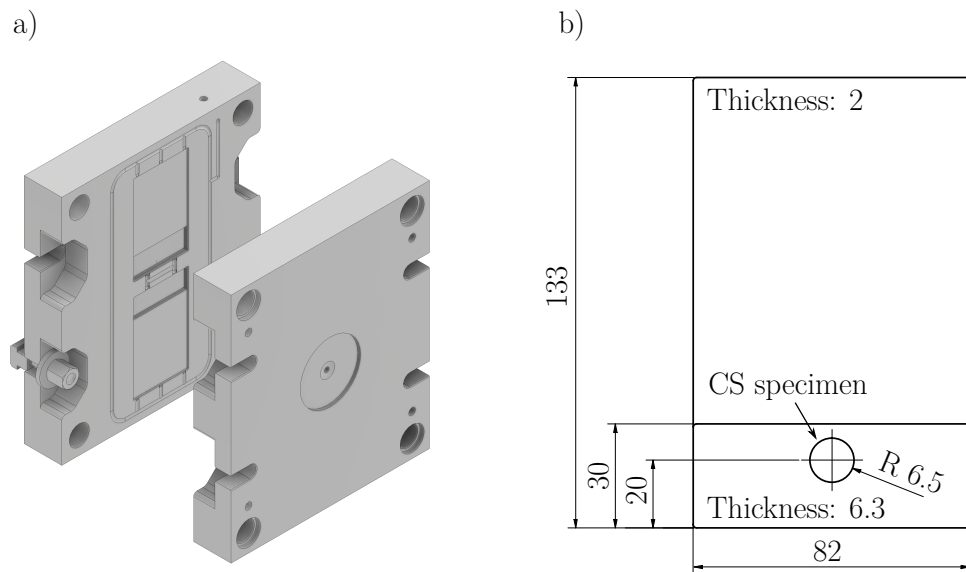 a)
b)
Thickness: 2
133
CS specimen
30
20
R 6.5
Thickness: 6.3
82